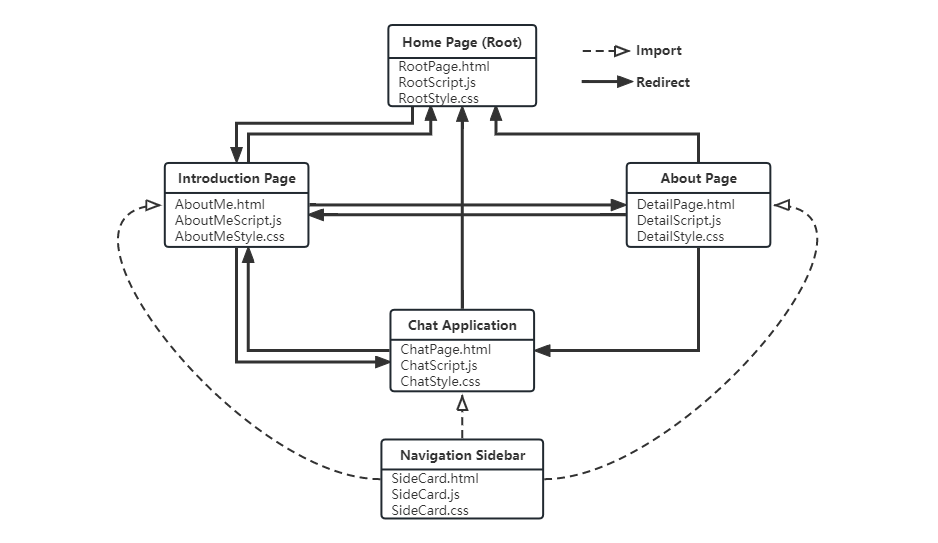 Home Page (Root)
RootPage.html
RootScript.js
RootStyle.css
Import
Redirect
Introduction Page
AboutMe.html
AboutMeScript.js
AboutMeStyle.css
About Page
DetailPage.html
DetailScript.js
DetailStyle.css
Chat Application
ChatPage.html
ChatScript.js
ChatStyle.css
Navigation Sidebar
SideCard.html
SideCard.js
SideCard.css